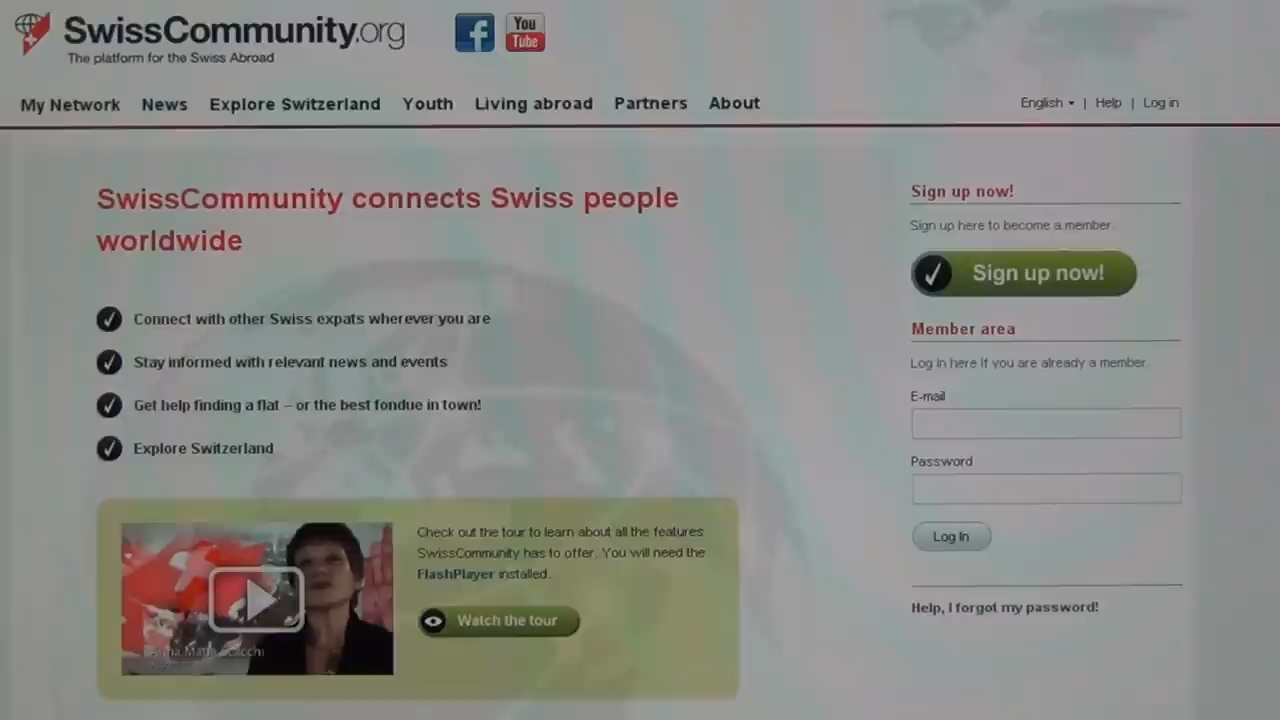 SwissCommunity.org
The platform for the Swiss Abroad
You
Tube
My Network News Explore Switzerland Youth Living abroad Partners About
English | Help | Log in
SwissCommunity connects Swiss people
worldwide
Connect with other Swiss expats wherever you are
Stay informed with relevant news and events
Get help finding a flat – or the best fondue in town!
Explore Switzerland
Check out the tour to learn about all the features
SwissCommunity has to offer. You will need the
FlashPlayer installed.
Watch the tour
Sign up now!
Sign up here to become a member.
Sign up now!
Member area
Log in here if you are already a member.
E-mail
Password
Log In
Help, I forgot my password!